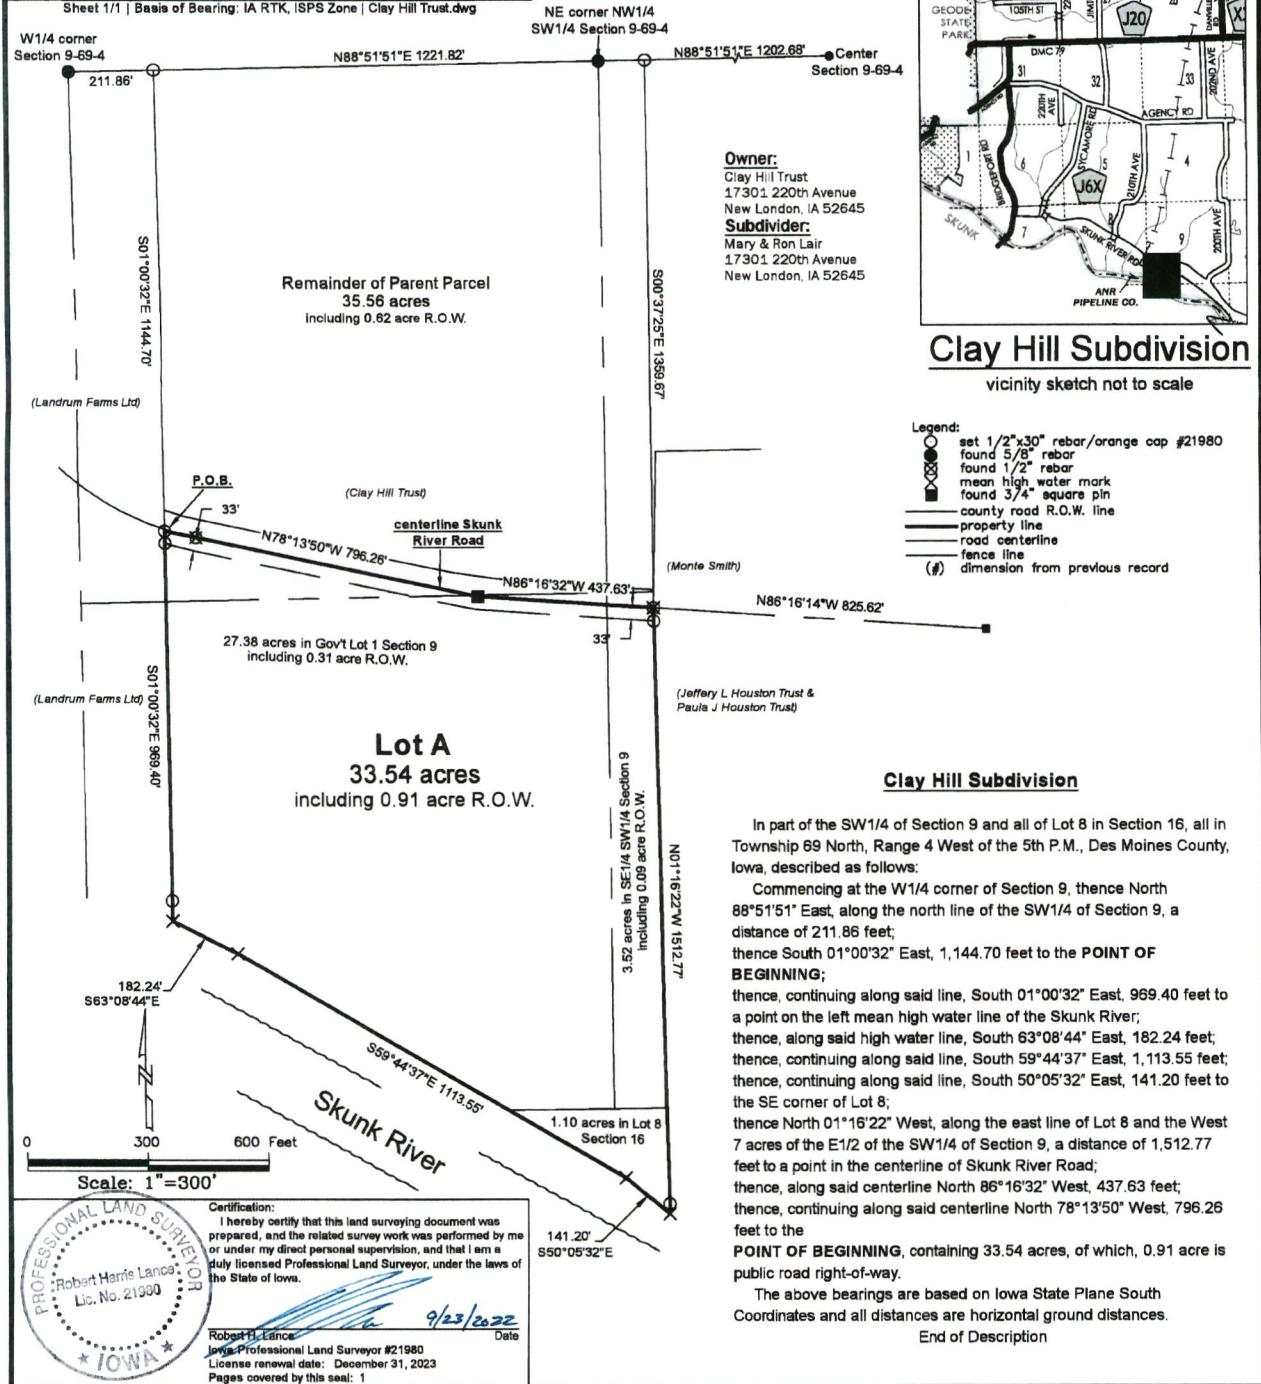 Sheet 1/1 | Basis of Bearing: IA RTK, ISPS Zone | Clay Hill Trust.dwg
W1/4 corner
Section 9-69-4
NE corner NW1/4
SW1/4 Section 9-69-4
N88°51'51"E 1221.82'
N88°51'51"E 1202.68'
Center
Section 9-69-4
211.86'
S01°00'32"E 1144.70'
S00°37'25"E 1359.67'
Remainder of Parent Parcel
35.56 acres
including 0.62 acre R.O.W.
Owner:
Clay Hill Trust
17301 220th Avenue
New London, IA 52645
Subdivider:
Mary & Ron Lair
17301 220th Avenue
New London, IA 52645
GEODE
STATE
PARK
105TH ST
J20
DMC 79
31
32
33
202ND AVE
220TH
AVE
AGENCY RD
SYCAMORE RD
BRIDGEPORT RD
1
6
5
4
J6X
210TH AVE
SKUNK
7
8
9
SKUNK RIVER RD
200TH AVE
ANR
PIPELINE CO.
Clay Hill Subdivision
vicinity sketch not to scale
Legend:
set 1/2"x30" rebar/orange cap #21980
found 5/8" rebar
found 1/2" rebar
mean high water mark
found 3/4" square pin
county road R.O.W. line
property line
road centerline
fence line
(#) dimension from previous record
(Landrum Farms Ltd)
P.O.B.
33'
(Clay Hill Trust)
N78°13'50"W 796.26'
centerline Skunk
River Road
N86°16'32"W 437.63'
(Monte Smith)
N86°16'14"W 825.62'
33'
27.38 acres in Gov't Lot 1 Section 9
including 0.31 acre R.O.W.
(Landrum Farms Ltd)
S01°00'32"E 969.40'
(Jeffery L Houston Trust &
Paula J Houston Trust)
Lot A
33.54 acres
including 0.91 acre R.O.W.
3.52 acres in SE1/4 SW1/4 Section 9
including 0.09 acre R.O.W.
N01°16'22"W 1512.77'
182.24'
S63°08'44"E
N
S59°44'37"E 1113.55'
Skunk River
1.10 acres in Lot 8
Section 16
141.20'
S50°05'32"E
0 300 600 Feet
Scale: 1"=300'
Clay Hill Subdivision
In part of the SW1/4 of Section 9 and all of Lot 8 in Section 16, all in
Township 69 North, Range 4 West of the 5th P.M., Des Moines County,
Iowa, described as follows:
Commencing at the W1/4 corner of Section 9, thence North
88°51'51" East, along the north line of the SW1/4 of Section 9, a
distance of 211.86 feet;
thence South 01°00'32" East, 1,144.70 feet to the POINT OF
BEGINNING;
thence, continuing along said line, South 01°00'32" East, 969.40 feet to
a point on the left mean high water line of the Skunk River;
thence, along said high water line, South 63°08'44" East, 182.24 feet;
thence, continuing along said line, South 59°44'37" East, 1,113.55 feet;
thence, continuing along said line, South 50°05'32" East, 141.20 feet to
the SE corner of Lot 8;
thence North 01°16'22" West, along the east line of Lot 8 and the West
7 acres of the E1/2 of the SW1/4 of Section 9, a distance of 1,512.77
feet to a point in the centerline of Skunk River Road;
thence, along said centerline North 86°16'32" West, 437.63 feet;
thence, continuing along said centerline North 78°13'50" West, 796.26
feet to the
POINT OF BEGINNING, containing 33.54 acres, of which, 0.91 acre is
public road right-of-way.
The above bearings are based on Iowa State Plane South
Coordinates and all distances are horizontal ground distances.
End of Description
PROFESSIONAL LAND SURVEYOR
Robert Harris Lance
Lic. No. 21980
★ IOWA ★
Certification:
I hereby certify that this land surveying document was
prepared, and the related survey work was performed by me
or under my direct personal supervision, and that I am a
duly licensed Professional Land Surveyor, under the laws of
the State of Iowa.
9/23/2022
Robert H. Lance Date
Iowa Professional Land Surveyor #21980
License renewal date: December 31, 2023
Pages covered by this seal: 1